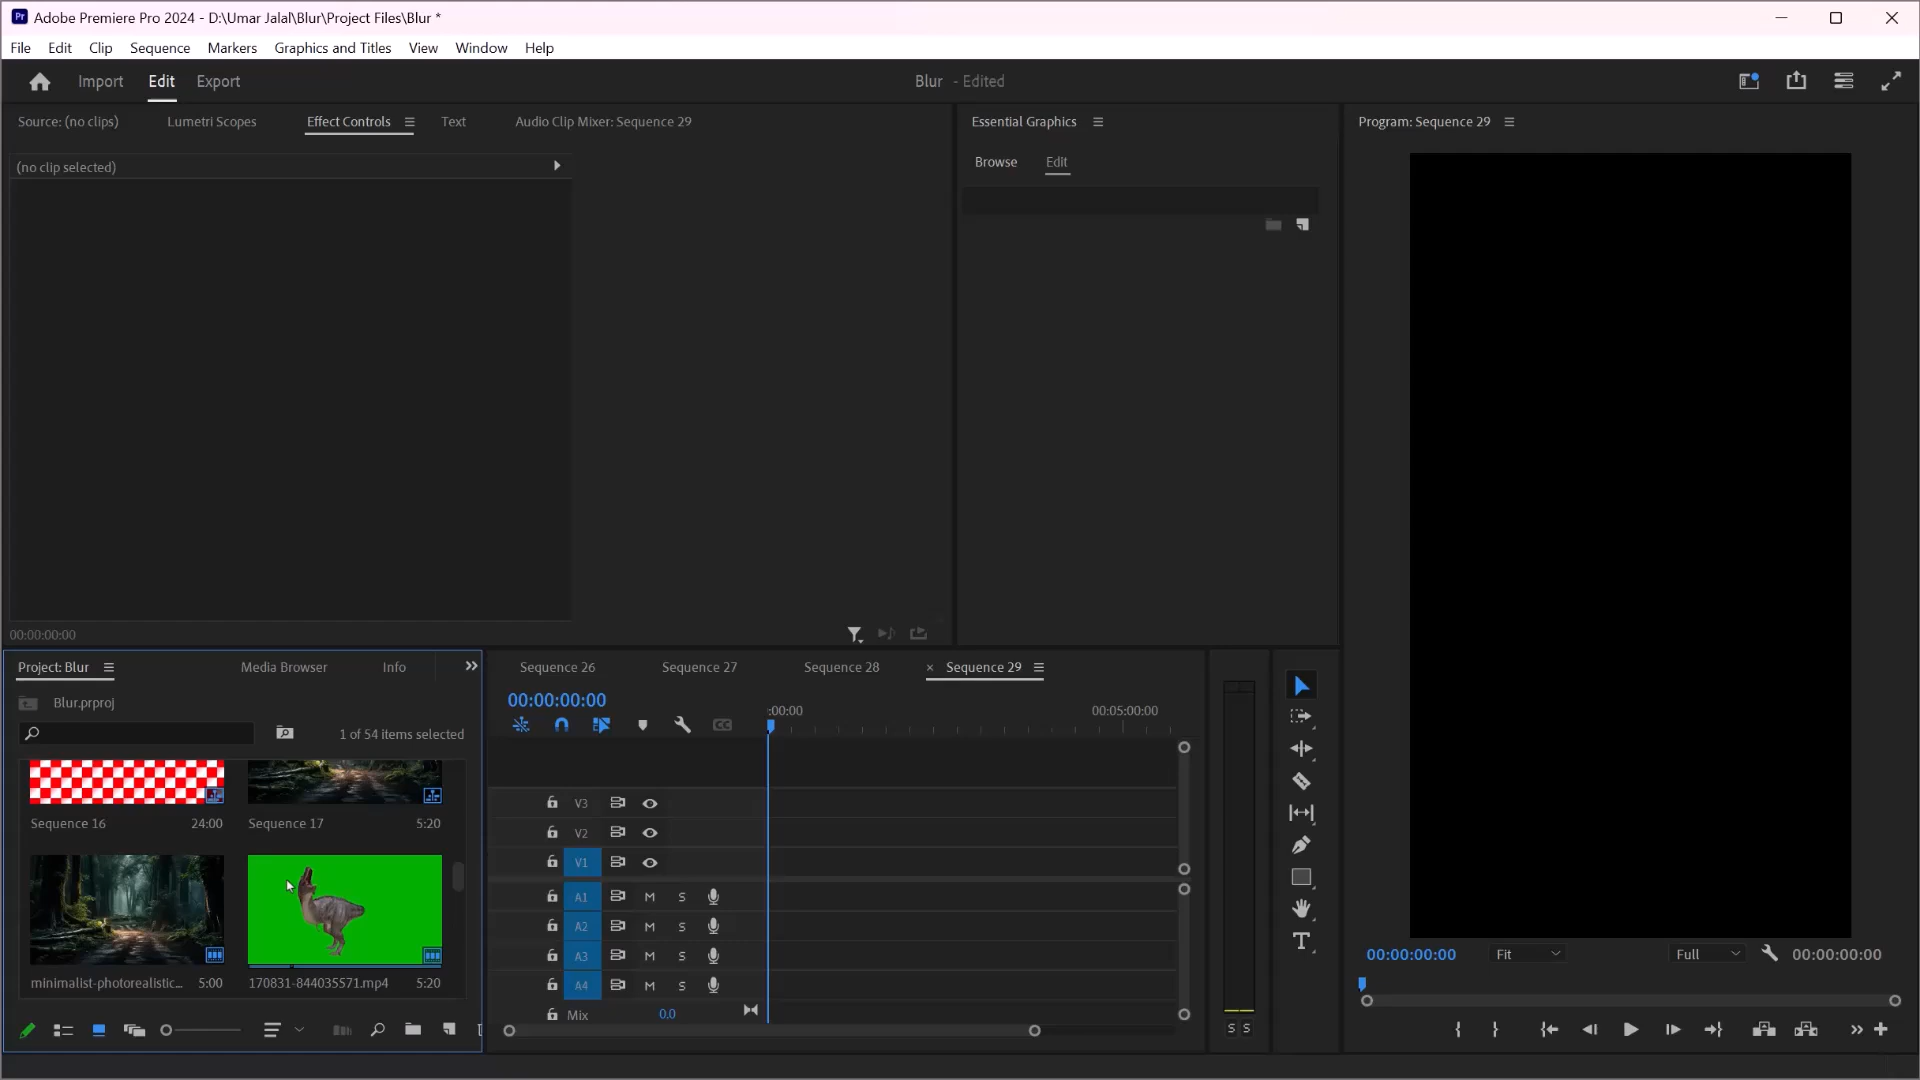 Pr Adobe Premiere Pro 2024 - D:\Umar Jalal\Blur\Project Files\Blur *
File Edit Clip Sequence Markers Graphics and Titles View Window Help
Import Edit Export Blur - Edited
Source: (no clips) Lumetri Scopes Effect Controls Text Audio Clip Mixer: Sequence 29 Essential Graphics Program: Sequence 29
Browse Edit
(no clip selected)
00:00:00:00
Project: Blur Media Browser Info Sequence 26 Sequence 27 Sequence 28 × Sequence 29
Blur.prproj
00:00:00:00
:00:00 00:05:00:00
1 of 54 items selected
CC
V3
Sequence 16 24:00 Sequence 17 5:20
V2
V1
A1 M S
A2 M S
A3 M S
minimalist-photorealistic... 5:00 170831-844035571.mp4 5:20
A4 M S
Mix 0.0
S S
T
00:00:00:00 Fit Full 00:00:00:00